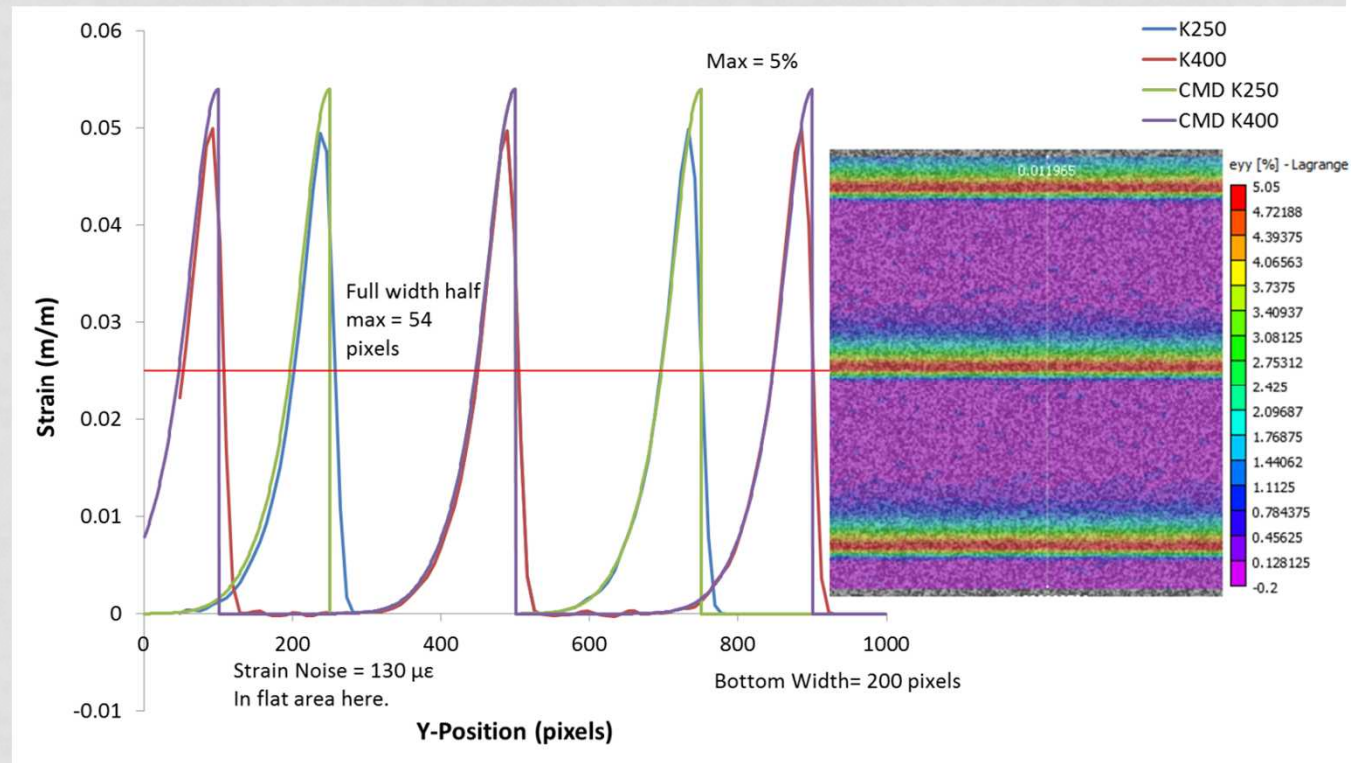 0.06
0.05
0.04
0.03
0.02
0.01
0
-0.01
Strain (m/m)
0
200
400
600
800
1000
Y-Position (pixels)
Max = 5%
Full width half
max = 54
pixels
Strain Noise = 130 με
In flat area here.
Bottom Width= 200 pixels
K250
K400
CMD K250
CMD K400
0.011965
eyy [%] - Lagrange
5.05
4.72188
4.39375
4.06563
3.7375
3.40937
3.08125
2.75312
2.425
2.09687
1.76875
1.44062
1.1125
0.784375
0.45625
0.128125
-0.2